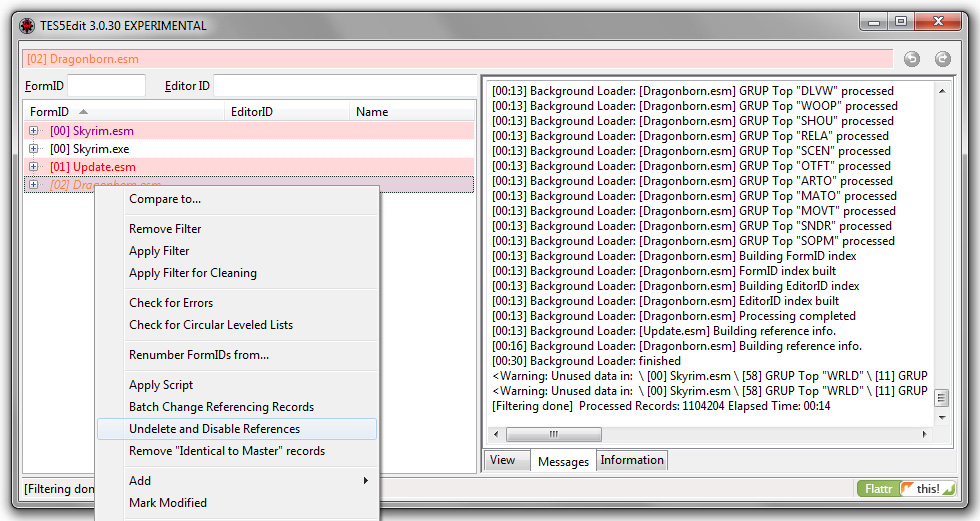 TES5Edit 3.0.30 EXPERIMENTAL
[02] Dragonborn.esm
FormID
Editor ID
FormID EditorID Name
[00] Skyrim.esm
[00] Skyrim.exe
[01] Update.esm
[02] Dragonborn.esm
Compare to...
Remove Filter
Apply Filter
Apply Filter for Cleaning
Check for Errors
Check for Circular Leveled Lists
Renumber FormIDs from...
Apply Script
Batch Change Referencing Records
Undelete and Disable References
Remove "Identical to Master" records
Add
Mark Modified
[00:13] Background Loader: [Dragonborn.esm] GRUP Top "DLVW" processed
[00:13] Background Loader: [Dragonborn.esm] GRUP Top "WOOP" processed
[00:13] Background Loader: [Dragonborn.esm] GRUP Top "SHOU" processed
[00:13] Background Loader: [Dragonborn.esm] GRUP Top "RELA" processed
[00:13] Background Loader: [Dragonborn.esm] GRUP Top "SCEN" processed
[00:13] Background Loader: [Dragonborn.esm] GRUP Top "OTFT" processed
[00:13] Background Loader: [Dragonborn.esm] GRUP Top "ARTO" processed
[00:13] Background Loader: [Dragonborn.esm] GRUP Top "MATO" processed
[00:13] Background Loader: [Dragonborn.esm] GRUP Top "MOVT" processed
[00:13] Background Loader: [Dragonborn.esm] GRUP Top "SNDR" processed
[00:13] Background Loader: [Dragonborn.esm] GRUP Top "SOPM" processed
[00:13] Background Loader: [Dragonborn.esm] Building FormID index
[00:13] Background Loader: [Dragonborn.esm] FormID index built
[00:13] Background Loader: [Dragonborn.esm] Building EditorID index
[00:13] Background Loader: [Dragonborn.esm] EditorID index built
[00:13] Background Loader: [Dragonborn.esm] Processing completed
[00:13] Background Loader: [Update.esm] Building reference info.
[00:16] Background Loader: [Dragonborn.esm] Building reference info.
[00:30] Background Loader: finished
<Warning: Unused data in: \ [00] Skyrim.esm \ [58] GRUP Top "WRLD" \ [11] GRUP
<Warning: Unused data in: \ [00] Skyrim.esm \ [58] GRUP Top "WRLD" \ [11] GRUP
[Filtering done] Processed Records: 1104204 Elapsed Time: 00:14
View Messages Information
[Filtering don
Flattr this!